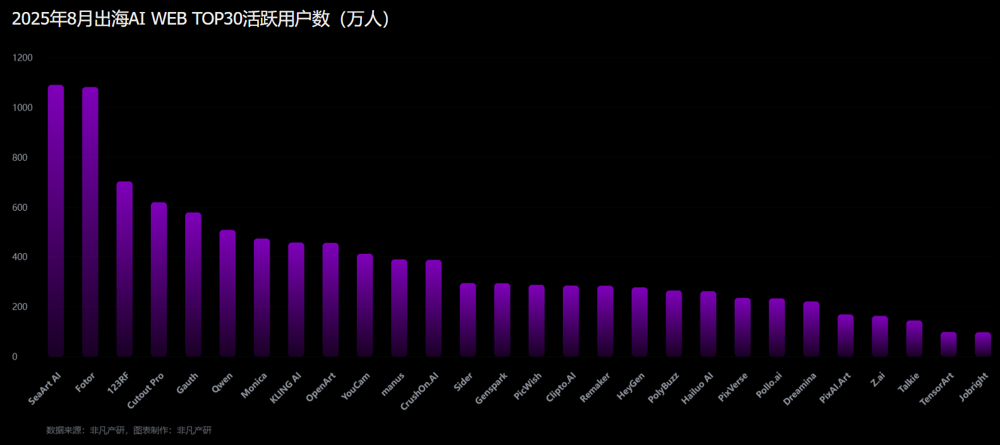 2025年8月出海AI WEB TOP30活跃用户数（万人）
1200
1000
800
600
400
200
0
SeaArt AI
Fotor
123RF
Cutout Pro
Gauth
Qwen
Monica
KLING AI
OpenArt
YouCam
manus
CrushOn.AI
Sider
Genspark
PicWish
Clipto.AI
Remaker
HeyGen
PolyBuzz
Hailuo AI
PixVerse
Pollo.ai
Dreamina
PixAI.Art
Z.ai
Talkie
TensorArt
Jobright
数据来源：非凡产研，图表制作：非凡产研